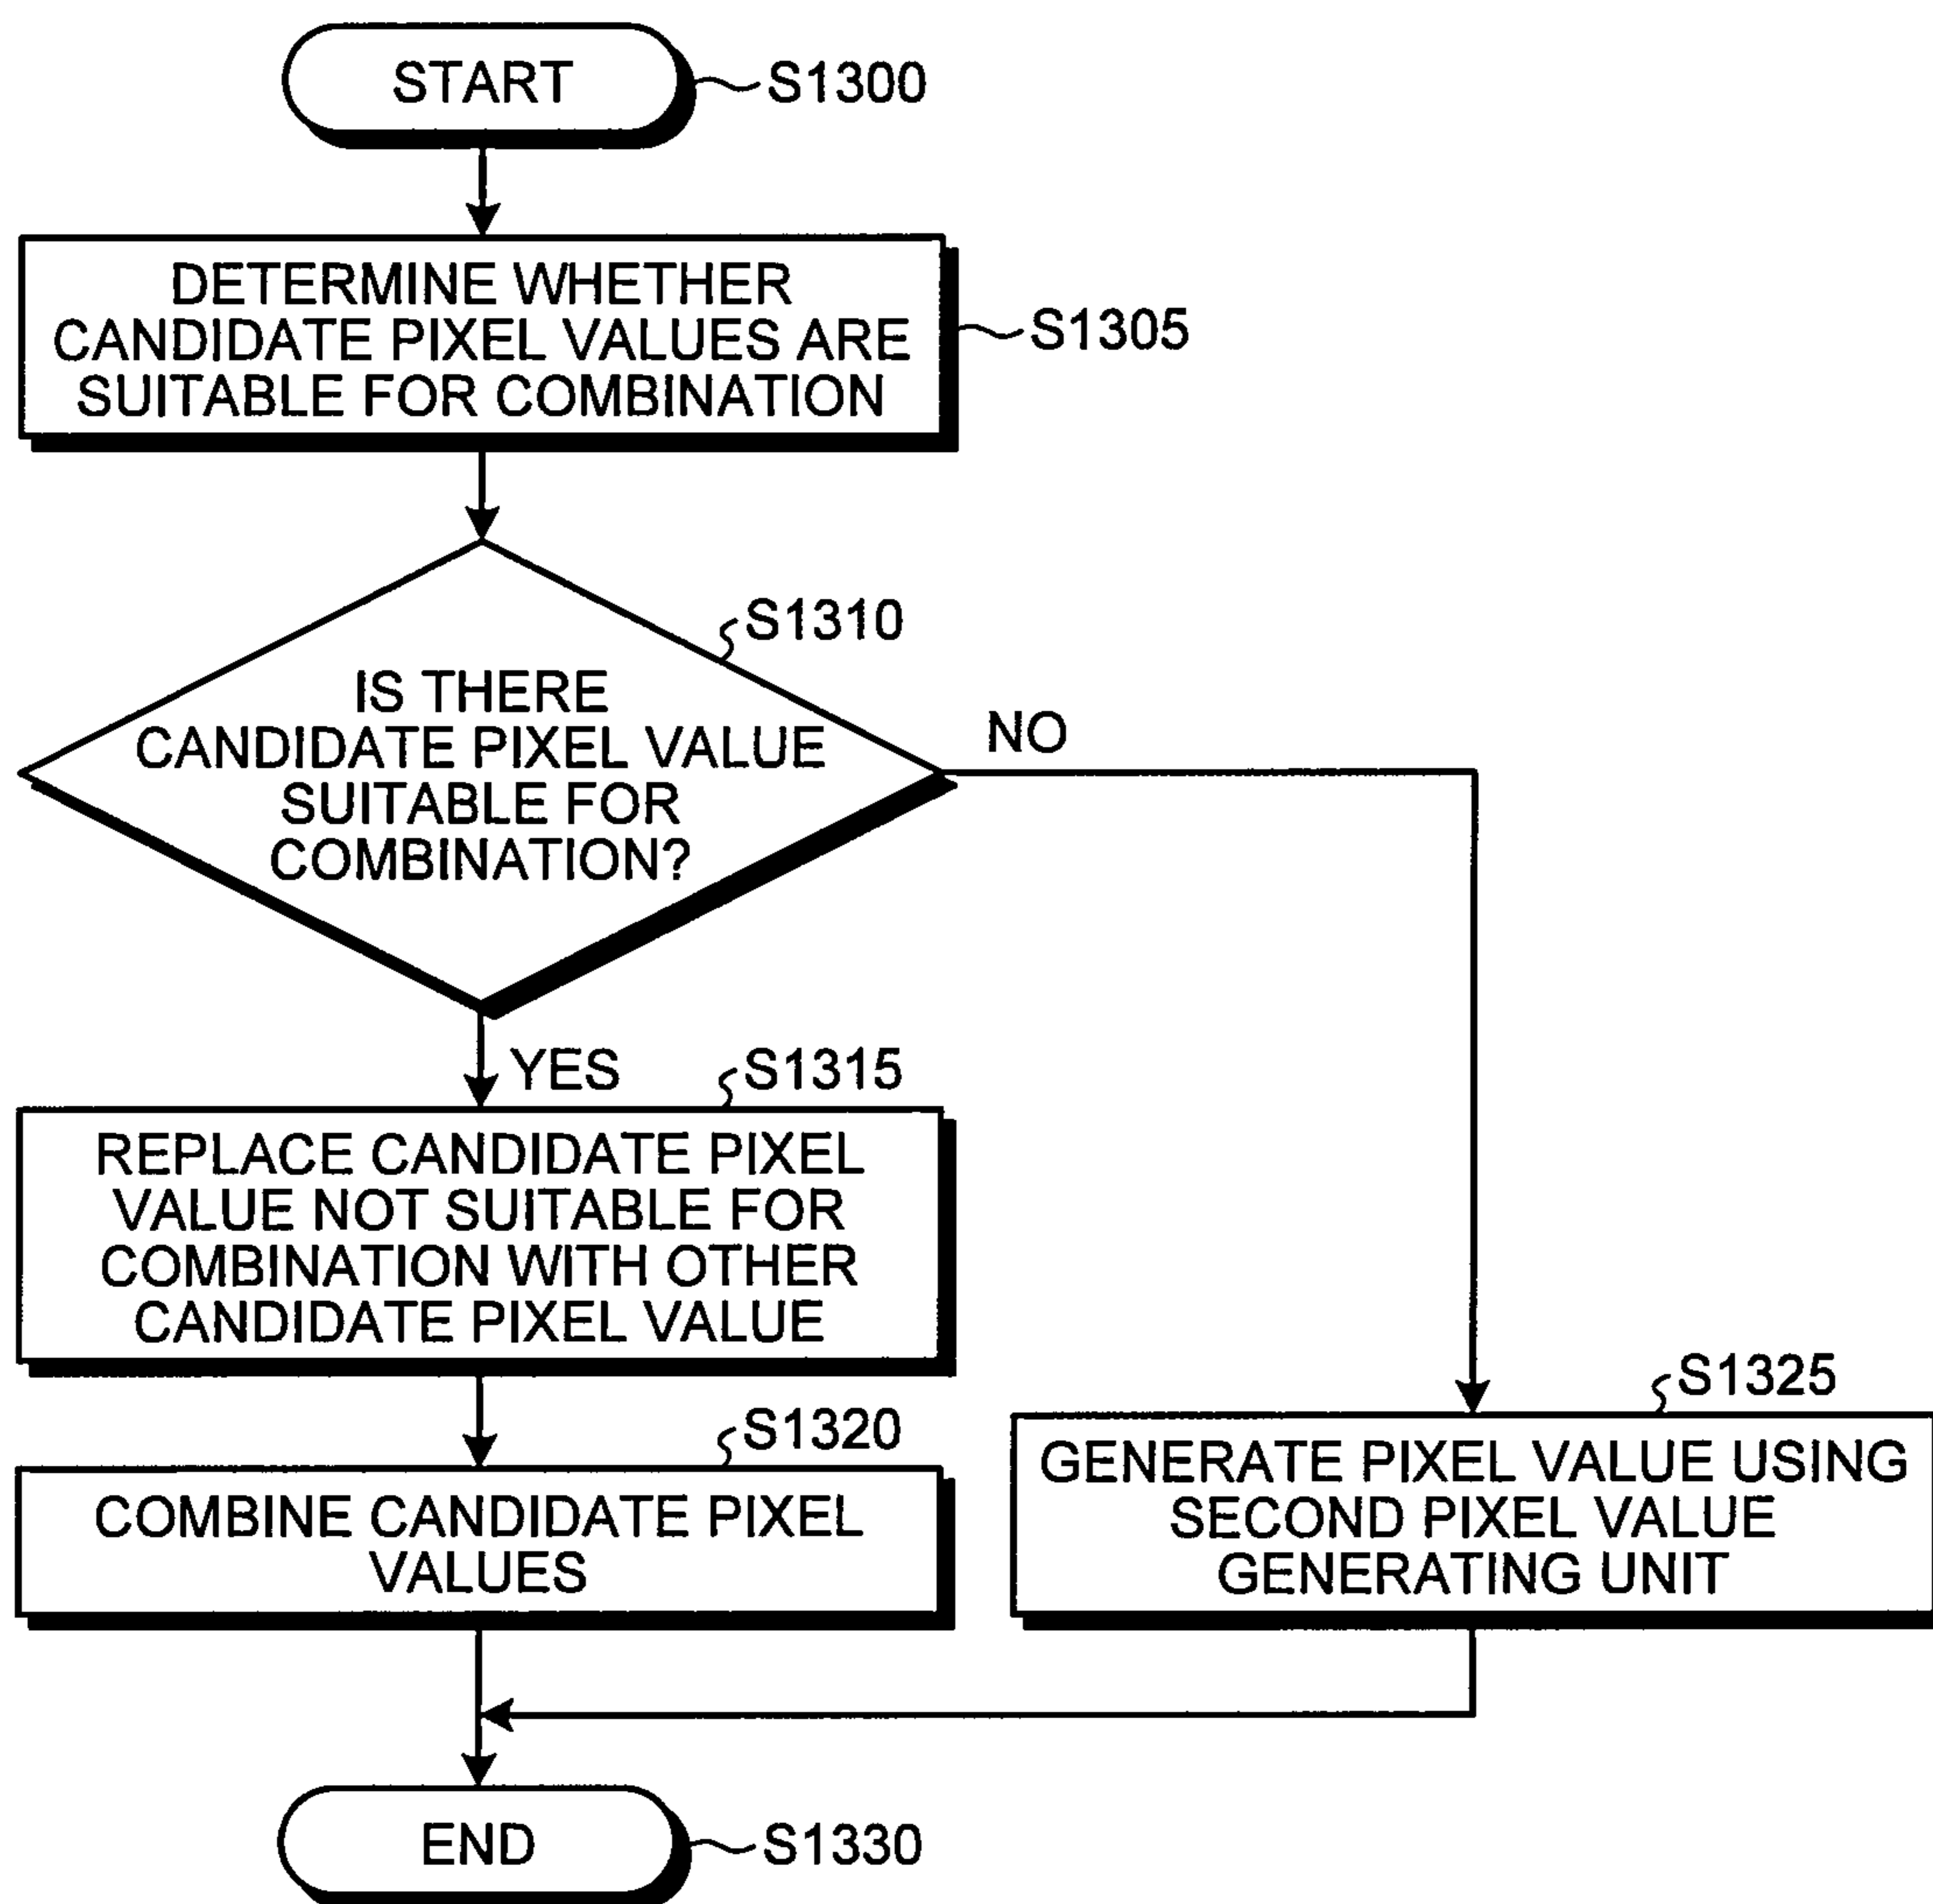 START
S1300
DETERMINE WHETHER
CANDIDATE PIXEL VALUES ARE
SUITABLE FOR COMBINATION
S1305
S1310
IS THERE
CANDIDATE PIXEL VALUE
SUITABLE FOR
COMBINATION?
NO
YES
S1315
REPLACE CANDIDATE PIXEL
VALUE NOT SUITABLE FOR
COMBINATION WITH OTHER
CANDIDATE PIXEL VALUE
S1320
COMBINE CANDIDATE PIXEL
VALUES
S1325
GENERATE PIXEL VALUE USING
SECOND PIXEL VALUE
GENERATING UNIT
END
S1330